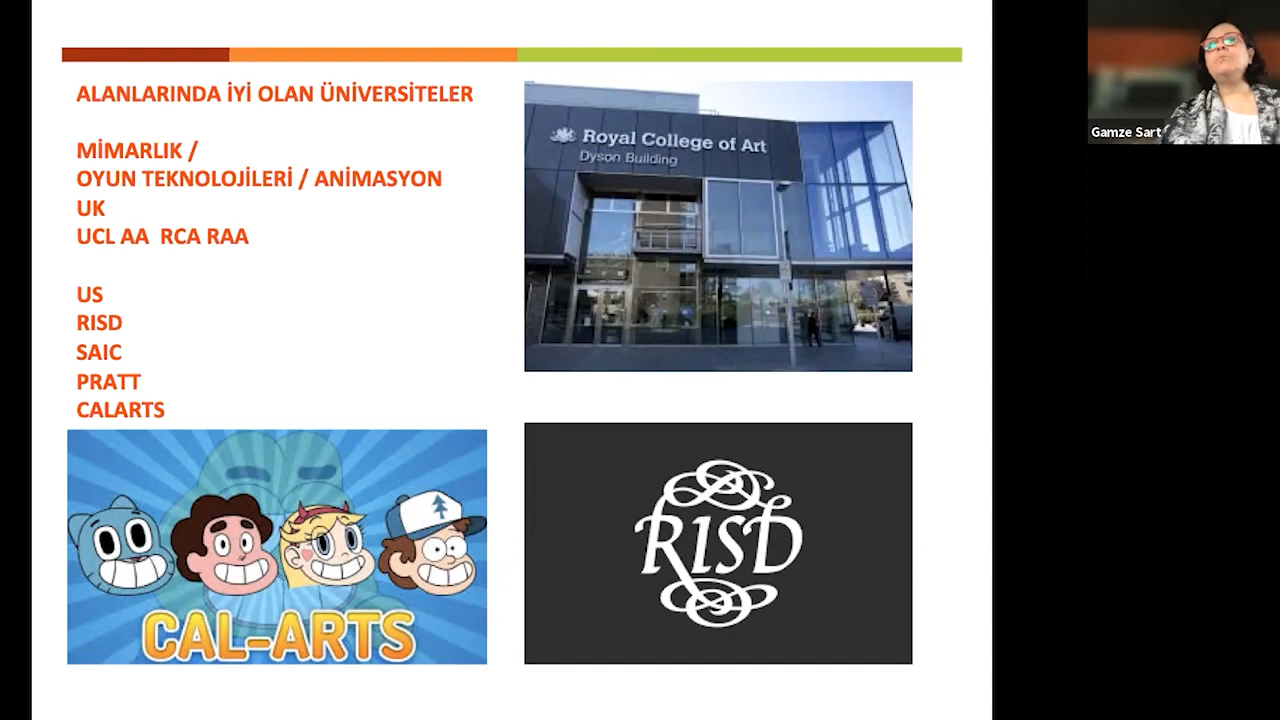 ALANLARINDA İYİ OLAN ÜNİVERSİTELER
MİMARLIK /
OYUN TEKNOLOJİLERİ / ANİMASYON
UK
UCL AA RCA RAA
US
RISD
SAIC
PRATT
CALARTS
Royal College of Art
Dyson Building
CAL-ARTS
RISD
Gamze Sart